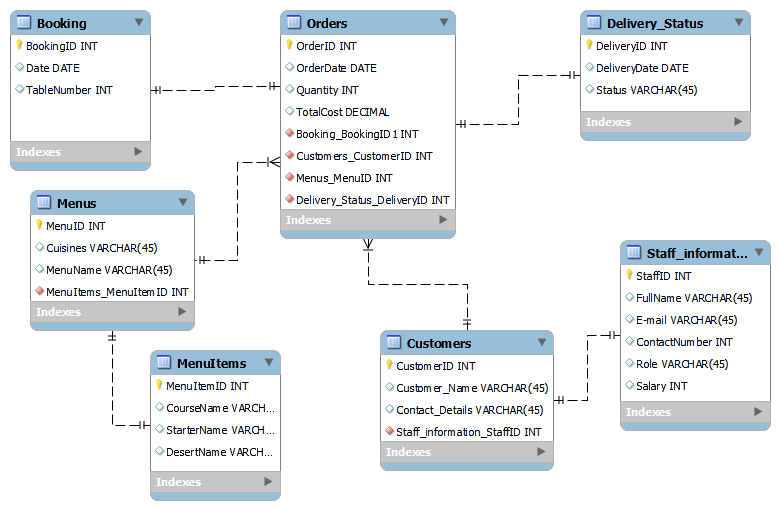 Booking
BookingID INT
Date DATE
TableNumber INT
Indexes
Orders
OrderID INT
OrderDate DATE
Quantity INT
TotalCost DECIMAL
Booking_BookingID1 INT
Customers_CustomerID INT
Menus_MenuID INT
Delivery_Status_DeliveryID INT
Indexes
Delivery_Status
DeliveryID INT
DeliveryDate DATE
Status VARCHAR(45)
Indexes
Menus
MenuID INT
Cuisines VARCHAR(45)
MenuName VARCHAR(45)
MenuItems_MenuItemID INT
Indexes
MenuItems
MenuItemID INT
CourseName VARCH...
StarterName VARCH...
DesertName VARCH...
Indexes
Customers
CustomerID INT
Customer_Name VARCHAR(45)
Contact_Details VARCHAR(45)
Staff_information_StaffID INT
Indexes
Staff_informat...
StaffID INT
FullName VARCHAR(45)
E-mail VARCHAR(45)
ContactNumber INT
Role VARCHAR(45)
Salary INT
Indexes